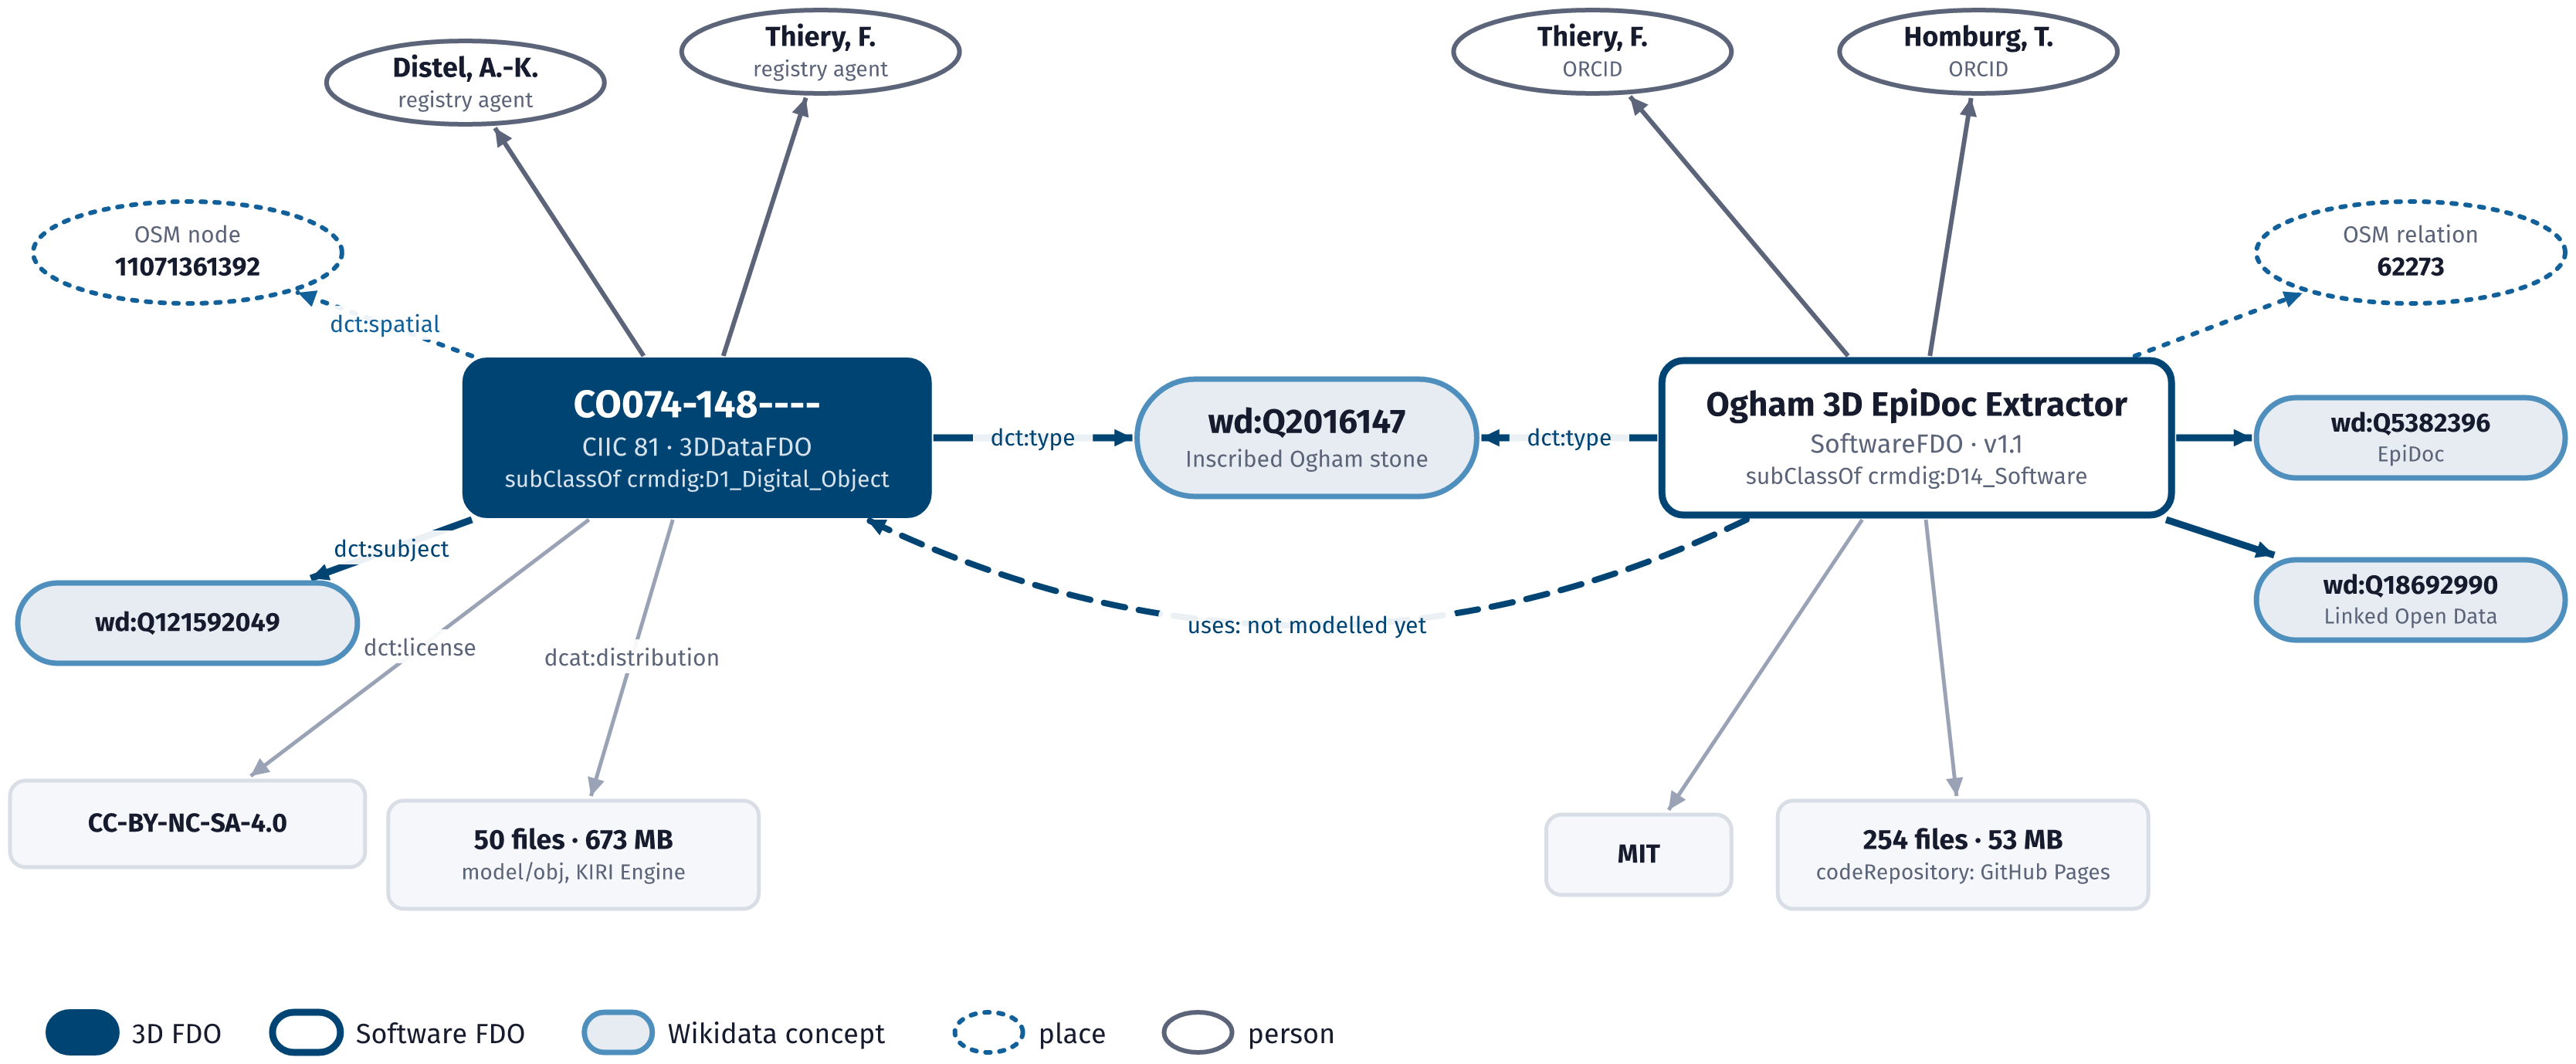 Distel, A.-K.
registry agent
Thiery, F.
registry agent
Thiery, F.
ORCID
Homburg, T.
ORCID
OSM node
11071361392
OSM relation
62273
dct:spatial
CO074-148----
CIIC 81 · 3DDataFDO
subClassOf crmdig:D1_Digital_Object
dct:type
wd:Q2016147
Inscribed Ogham stone
dct:type
Ogham 3D EpiDoc Extractor
SoftwareFDO · v1.1
subClassOf crmdig:D14_Software
wd:Q5382396
EpiDoc
dct:subject
wd:Q121592049
wd:Q18692990
Linked Open Data
uses: not modelled yet
dct:license
dcat:distribution
CC-BY-NC-SA-4.0
50 files · 673 MB
model/obj, KIRI Engine
MIT
254 files · 53 MB
codeRepository: GitHub Pages
3D FDO
Software FDO
Wikidata concept
place
person